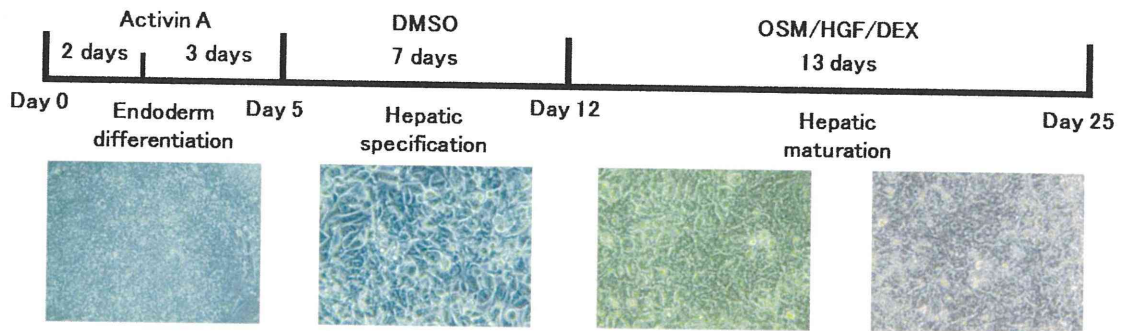 Activin A
2 days
3 days
DMSO
7 days
OSM/HGF/DEX
13 days
Day 0
Day 5
Day 12
Day 25
Endoderm
differentiation
Hepatic
specification
Hepatic
maturation